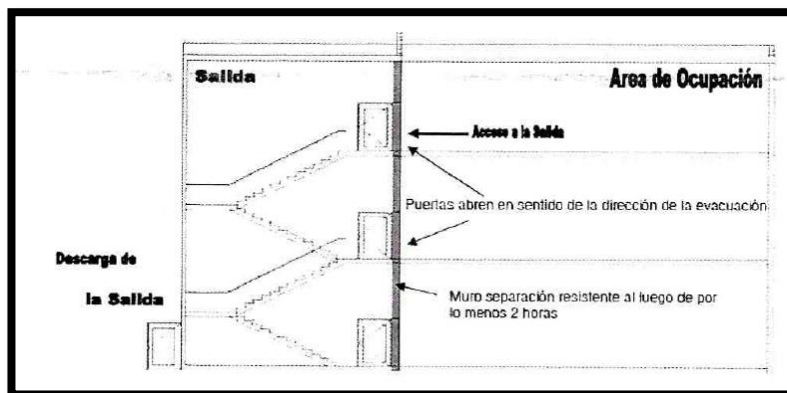 Salida
Area de Ocupación
Acceso a la Salida
Puertas abren en sentido de la dirección de la evacuación
Descarga de
la Salida
Muro separación resistente al fuego de por
lo menos 2 horas